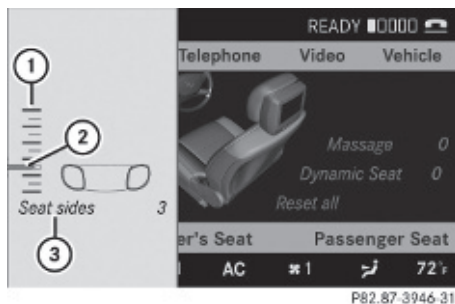 READY
Telephone Video Vehicle
1
2
Massage 0
Dynamic Seat 0
Seat sides 3
Reset all
3
er's Seat Passenger Seat
AC 1 72°F
P82.87-3946-31